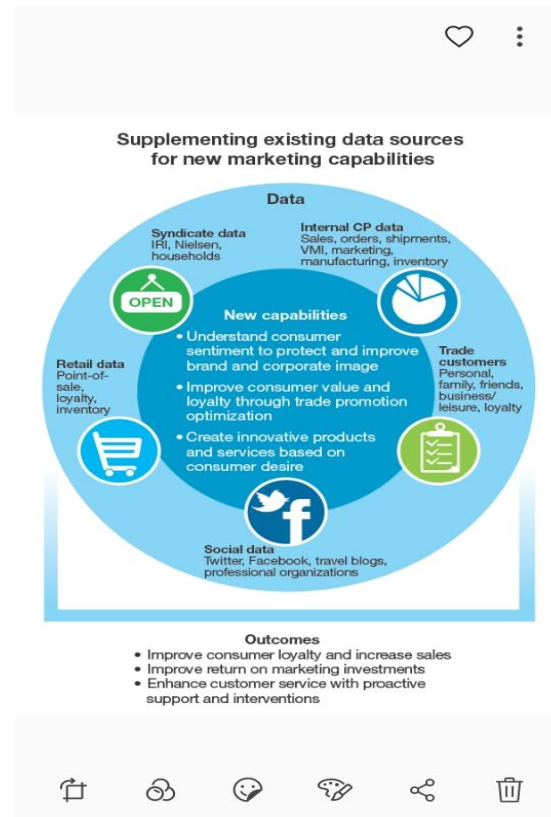 Supplementing existing data sources
for new marketing capabilities
Data
Syndicate data
IRI, Nielsen,
households
Internal CP data
Sales, orders, shipments,
VMI, marketing,
manufacturing, inventory
OPEN
New capabilities
• Understand consumer
sentiment to protect and improve
brand and corporate image
• Improve consumer value and
loyalty through trade promotion
optimization
• Create innovative products
and services based on
consumer desire
Retail data
Point-of-
sale,
loyalty,
inventory
Trade
customers
Personal,
family, friends,
business/
leisure, loyalty
f
Social data
Twitter, Facebook, travel blogs,
professional organizations
Outcomes
• Improve consumer loyalty and increase sales
• Improve return on marketing investments
• Enhance customer service with proactive
support and interventions